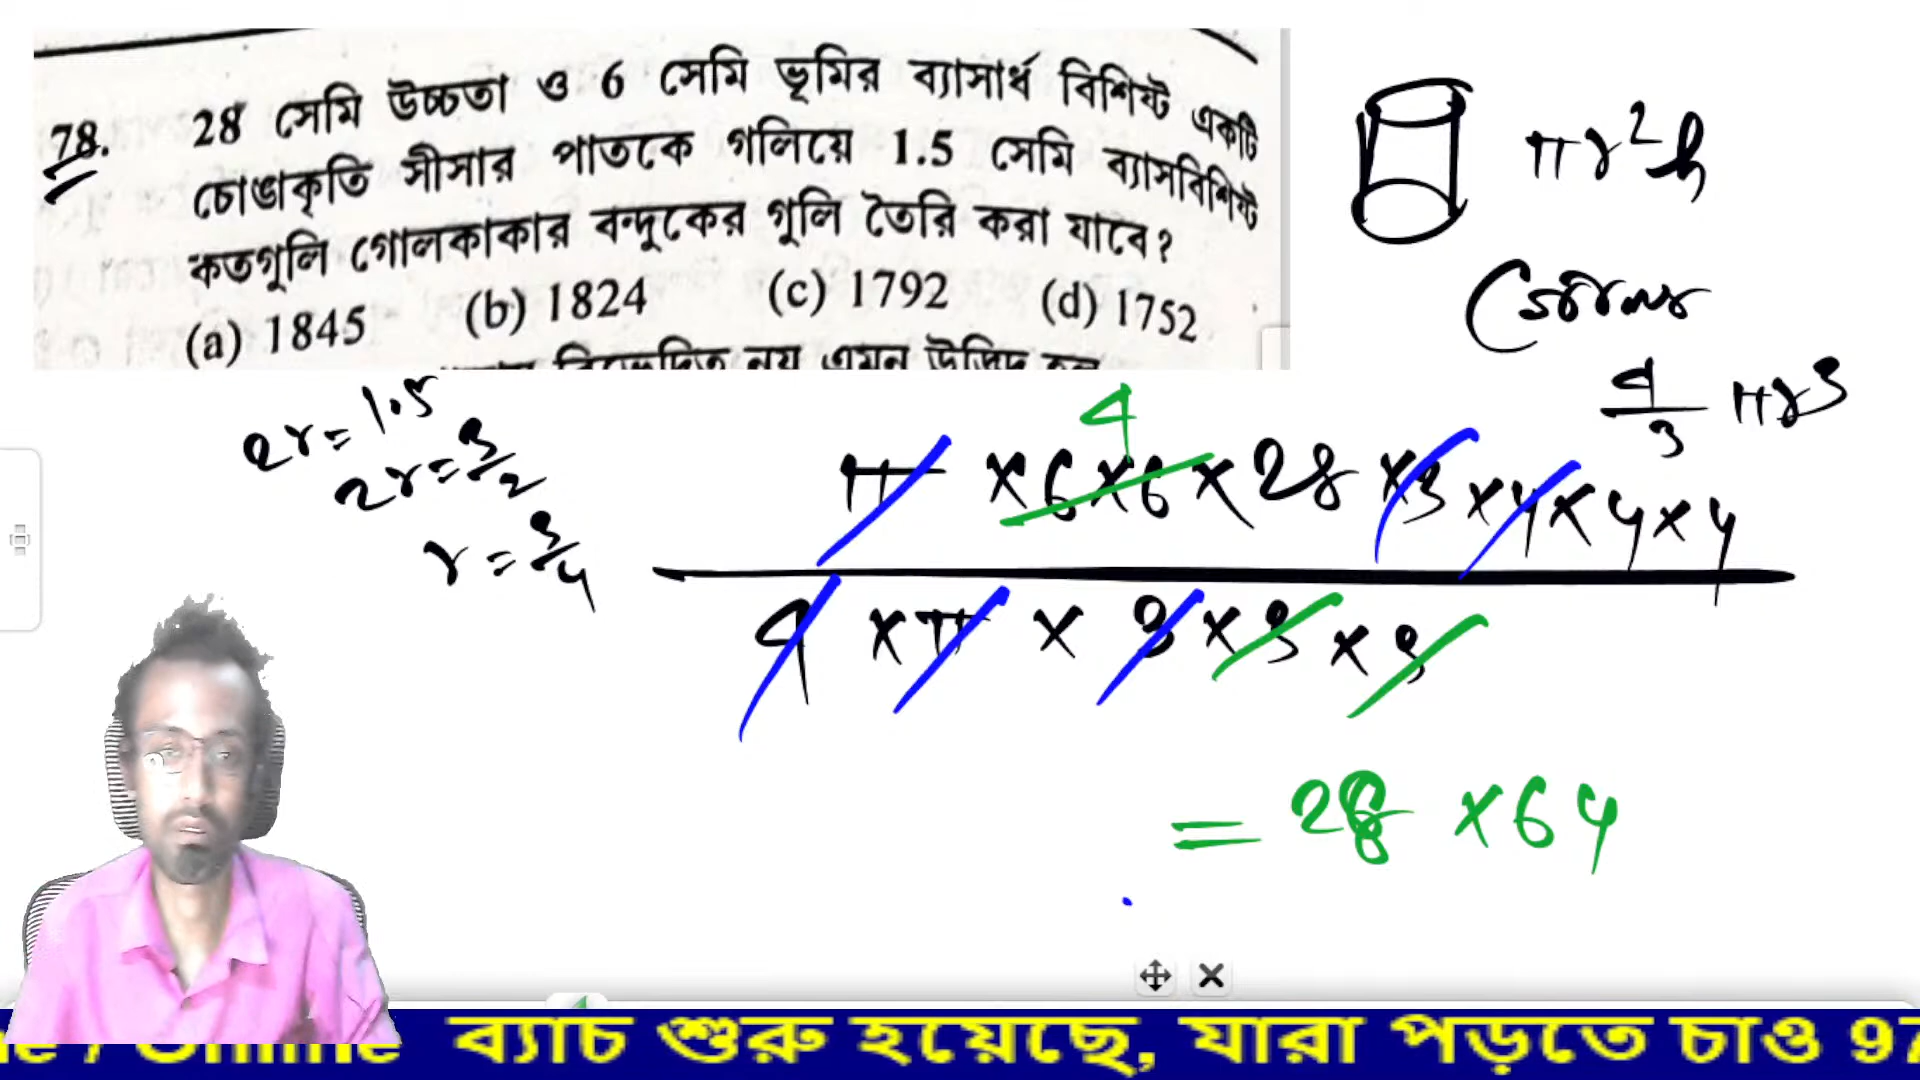 78. 28 সেমি উচ্চতা ও 6 সেমি ভূমির ব্যাসার্ধ বিশিষ্ট একটি
চোঙাকৃতি সীসার পাতকে গলিয়ে 1.5 সেমি ব্যাসবিশিষ্ট
কতগুলি গোলকাকার বন্দুকের গুলি তৈরি করা যাবে?
(a) 1845 (b) 1824 (c) 1792 (d) 1752
πr²h
4/3 πr³
2r = 1.5
2r = 3/2
r = 3/4
4
π × 6 × 6 × 28 × 3 × 4 × 4 × 4
4 × π × 3 × 3 × 3
= 28 × 64
ব্যাচ শুরু হয়েছে, যারা পড়তে চাও 97